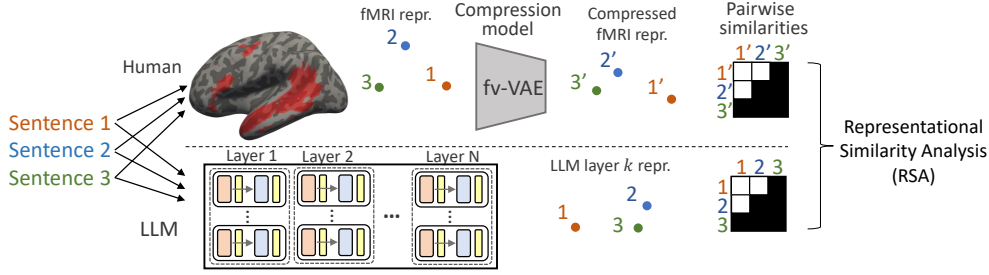 Human
fMRI repr.
2
3
1
Compression
model
fv-VAE
Compressed
fMRI repr.
2'
3'
1'
Pairwise
similarities
1' 2' 3'
1'
2'
3'
Sentence 1
Sentence 2
Sentence 3
LLM
Layer 1
Layer 2
Layer N
...
LLM layer k repr.
1
2
3
1 2 3
1
2
3
Representational
Similarity Analysis
(RSA)